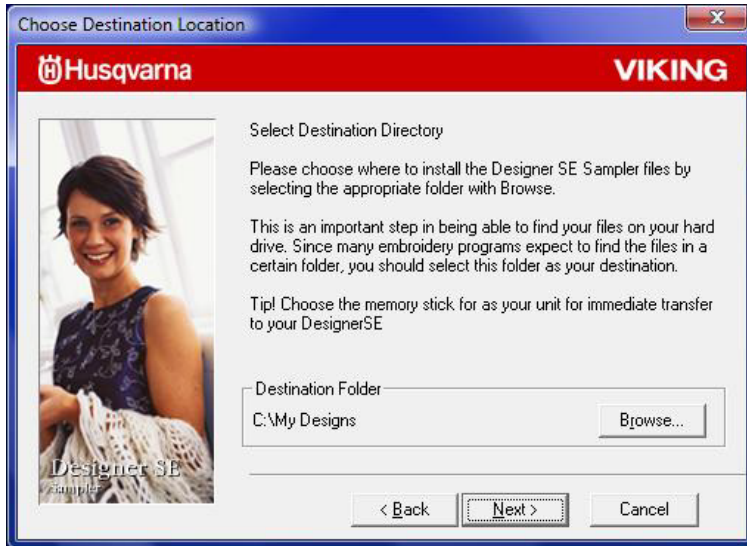 Choose Destination Location
Husqvarna VIKING
Select Destination Directory
Please choose where to install the Designer SE Sampler files by
selecting the appropriate folder with Browse.
This is an important step in being able to find your files on your hard
drive. Since many embroidery programs expect to find the files in a
certain folder, you should select this folder as your destination.
Tip! Choose the memory stick for as your unit for immediate transfer
to your DesignerSE
Designer SE
sampler
Destination Folder
C:\My Designs
Browse...
< Back
Next >
Cancel